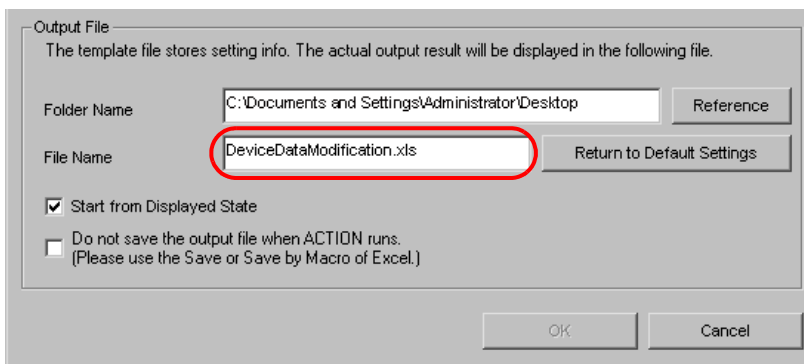 Output File
The template file stores setting info. The actual output result will be displayed in the following file.
Folder Name
C:\Documents and Settings\Administrator\Desktop
Reference
File Name
DeviceDataModification.xls
Return to Default Settings
Start from Displayed State
Do not save the output file when ACTION runs.
(Please use the Save or Save by Macro of Excel.)
OK
Cancel